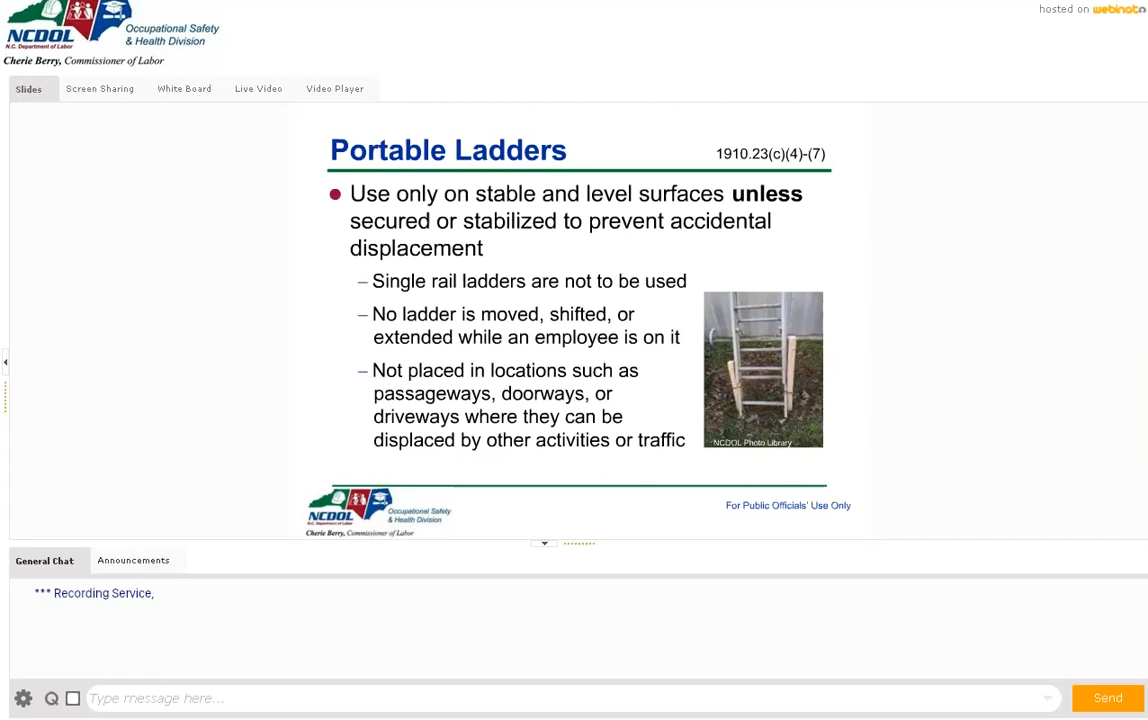 hosted on webinato
NCDOL
N.C. Department of Labor
Occupational Safety
& Health Division
Cherie Berry, Commissioner of Labor
Slides
Screen Sharing
White Board
Live Video
Video Player
Portable Ladders
1910.23(c)(4)-(7)
Use only on stable and level surfaces unless
secured or stabilized to prevent accidental
displacement
– Single rail ladders are not to be used
– No ladder is moved, shifted, or
extended while an employee is on it
– Not placed in locations such as
passageways, doorways, or
driveways where they can be
displaced by other activities or traffic
NCDOL Photo Library
NCDOL
N.C. Department of Labor
Occupational Safety
& Health Division
Cherie Berry, Commissioner of Labor
For Public Officials' Use Only
General Chat
Announcements
*** Recording Service,
Q
Type message here...
Send